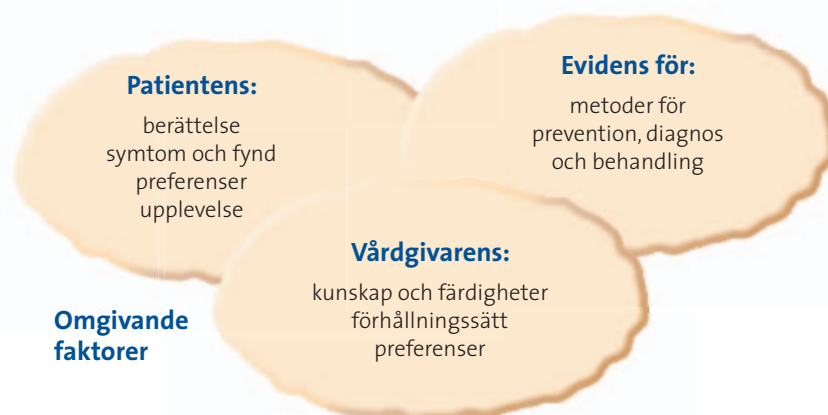 Patientens:
berättelse
symtom och fynd
preferenser
upplevelse
Evidens för:
metoder för
prevention, diagnos
och behandling
Vårdgivarens:
kunskap och färdigheter
förhållningssätt
preferenser
Omgivande
faktorer